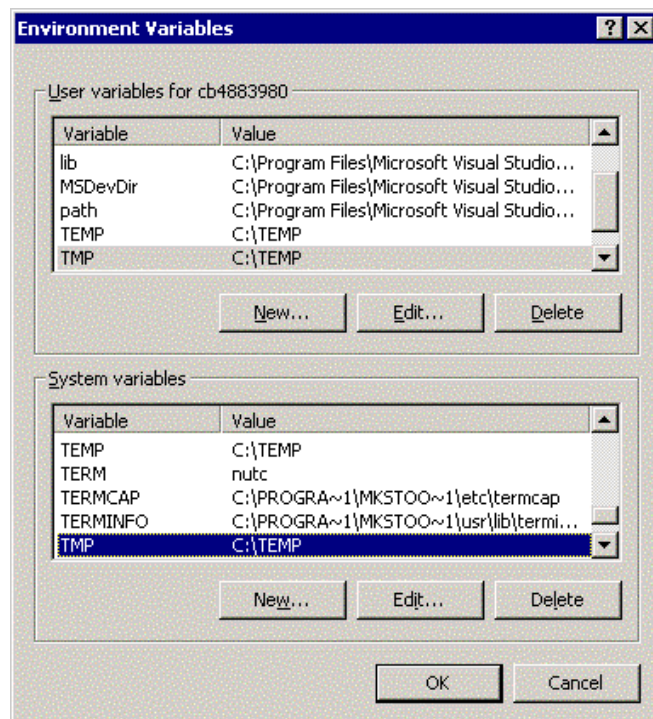 Environment Variables
User variables for cb4883980
Variable Value
lib C:\Program Files\Microsoft Visual Studio...
MSDevDir C:\Program Files\Microsoft Visual Studio...
path C:\Program Files\Microsoft Visual Studio...
TEMP C:\TEMP
TMP C:\TEMP
New... Edit... Delete
System variables
Variable Value
TEMP C:\TEMP
TERM nutc
TERMCAP C:\PROGRA~1\MKSTOO~1\etc\termcap
TERMINFO C:\PROGRA~1\MKSTOO~1\usr\lib\termi...
TMP C:\TEMP
New... Edit... Delete
OK Cancel